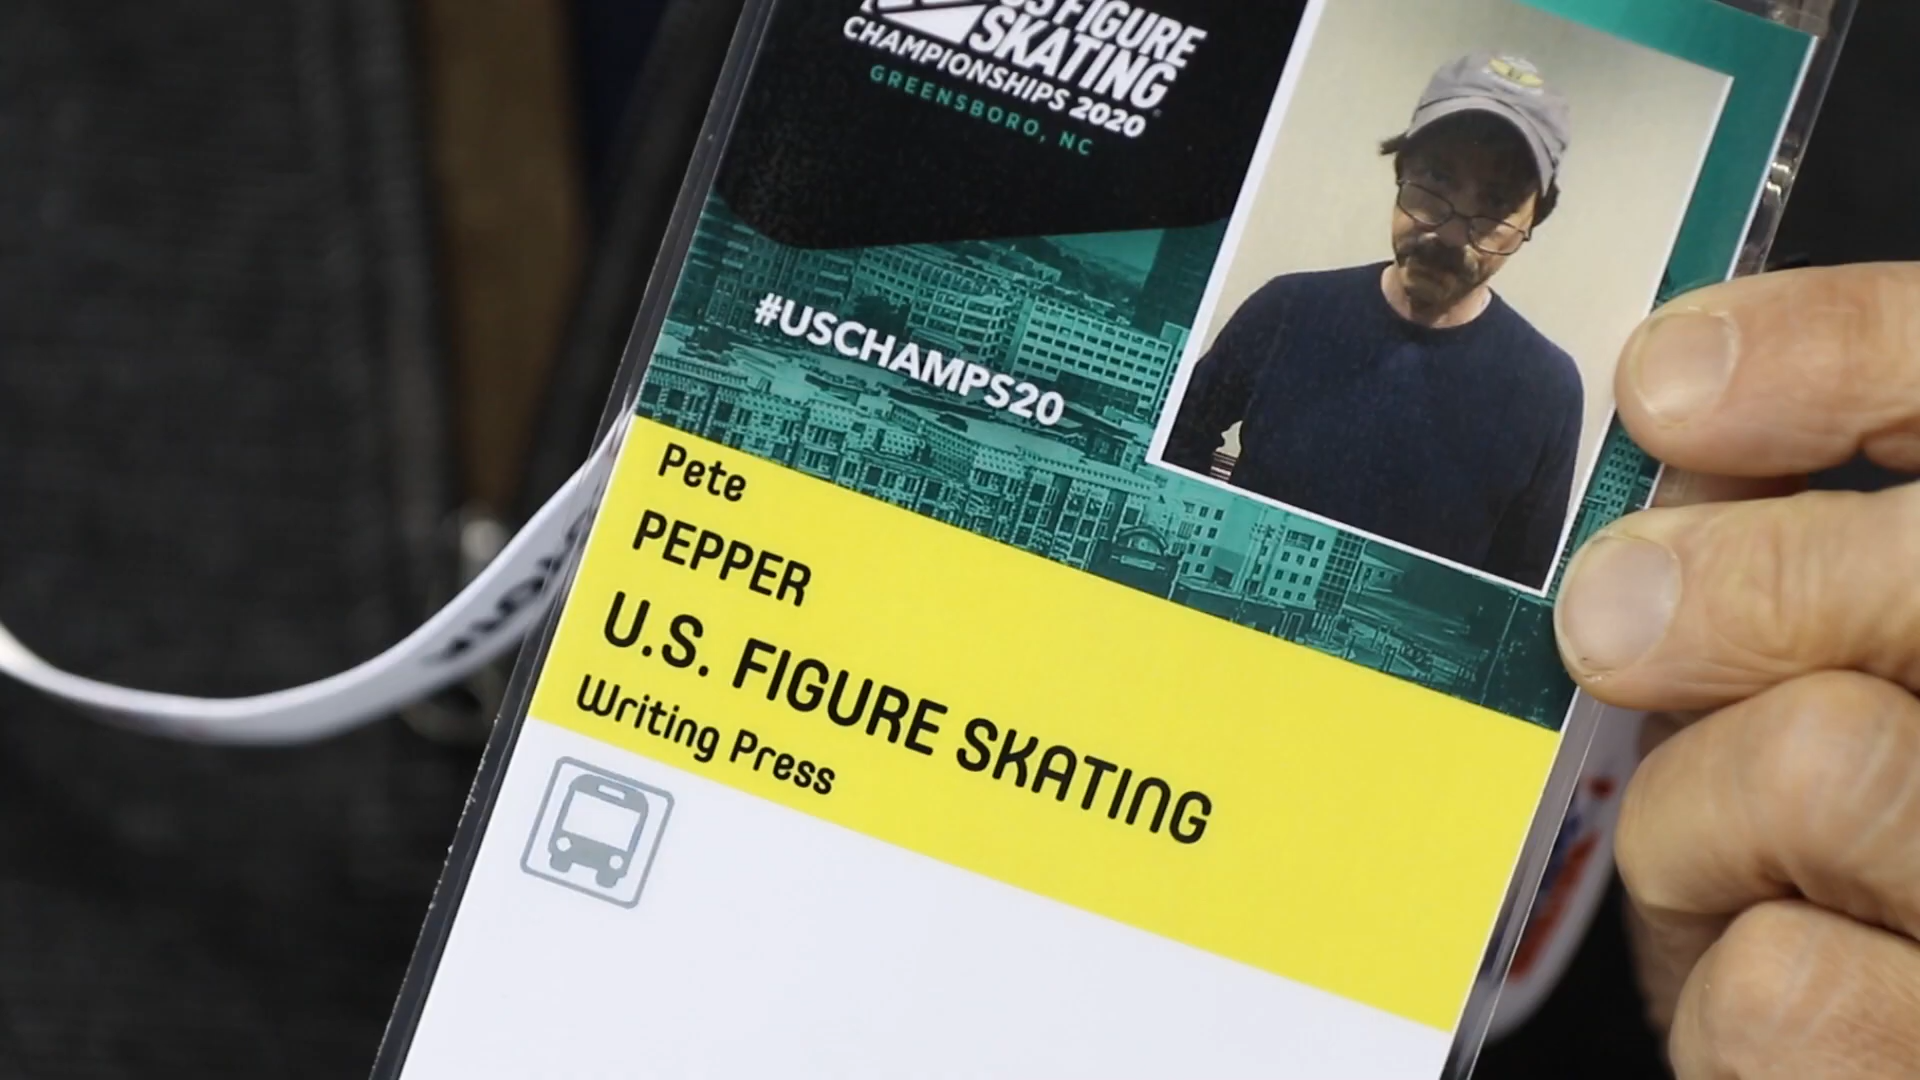 US FIGURE
SKATING
CHAMPIONSHIPS 2020
GREENSBORO, NC
#USCHAMPS20
Pete
PEPPER
U.S. FIGURE SKATING
Writing Press